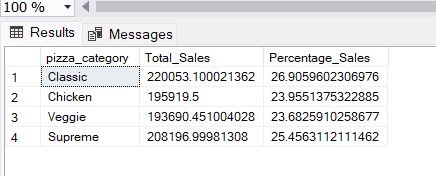 100 %
Results Messages
pizza_category Total_Sales Percentage_Sales
1 Classic 220053.100021362 26.9059602306976
2 Chicken 195919.5 23.9551375322885
3 Veggie 193690.451004028 23.6825910258677
4 Supreme 208196.99981308 25.4563112111462